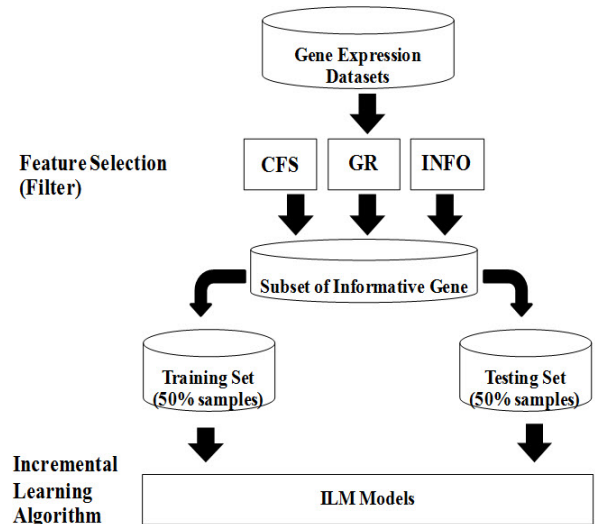 Gene Expression
Datasets
Feature Selection
(Filter)
CFS
GR
INFO
Subset of Informative Gene
Training Set
(50% samples)
Testing Set
(50% samples)
Incremental
Learning
Algorithm
ILM Models